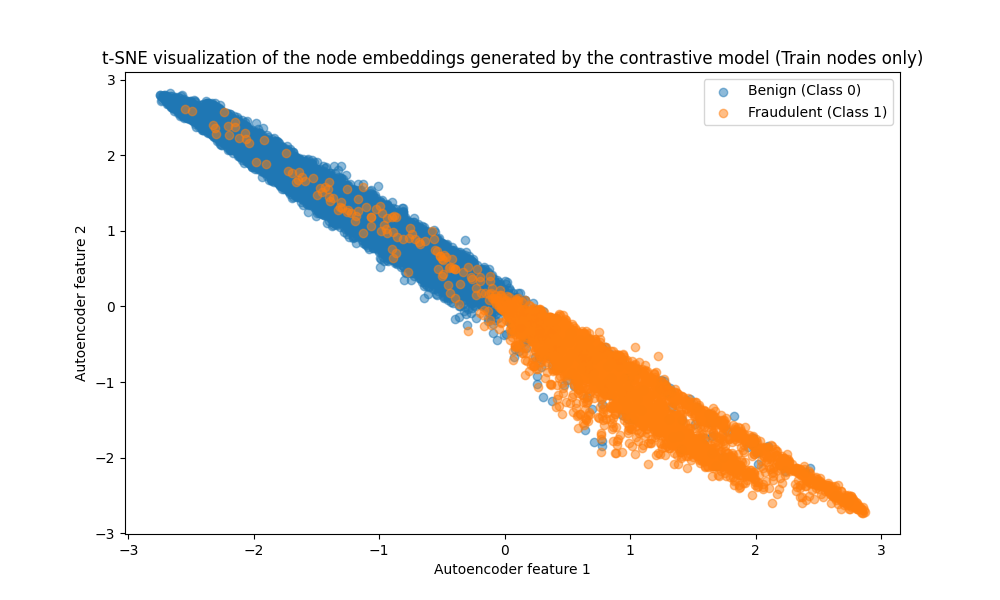 t-SNE visualization of the node embeddings generated by the contrastive model (Train nodes only)
Benign (Class 0)
Fraudulent (Class 1)
3
2
1
0
−1
−2
−3
Autoencoder feature 2
−3
−2
−1
0
1
2
3
Autoencoder feature 1